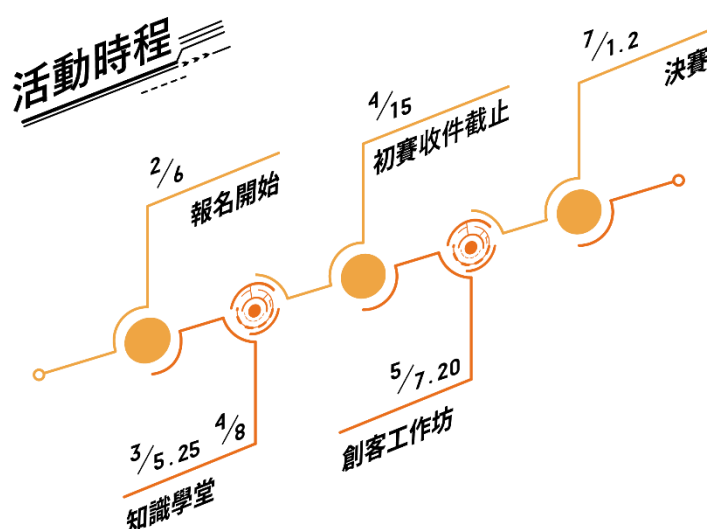 活動時程
2/6
報名開始
3/5.25 4/8
知識學堂
4/15
初賽收件截止
5/7.20
創客工作坊
7/1.2
決賽